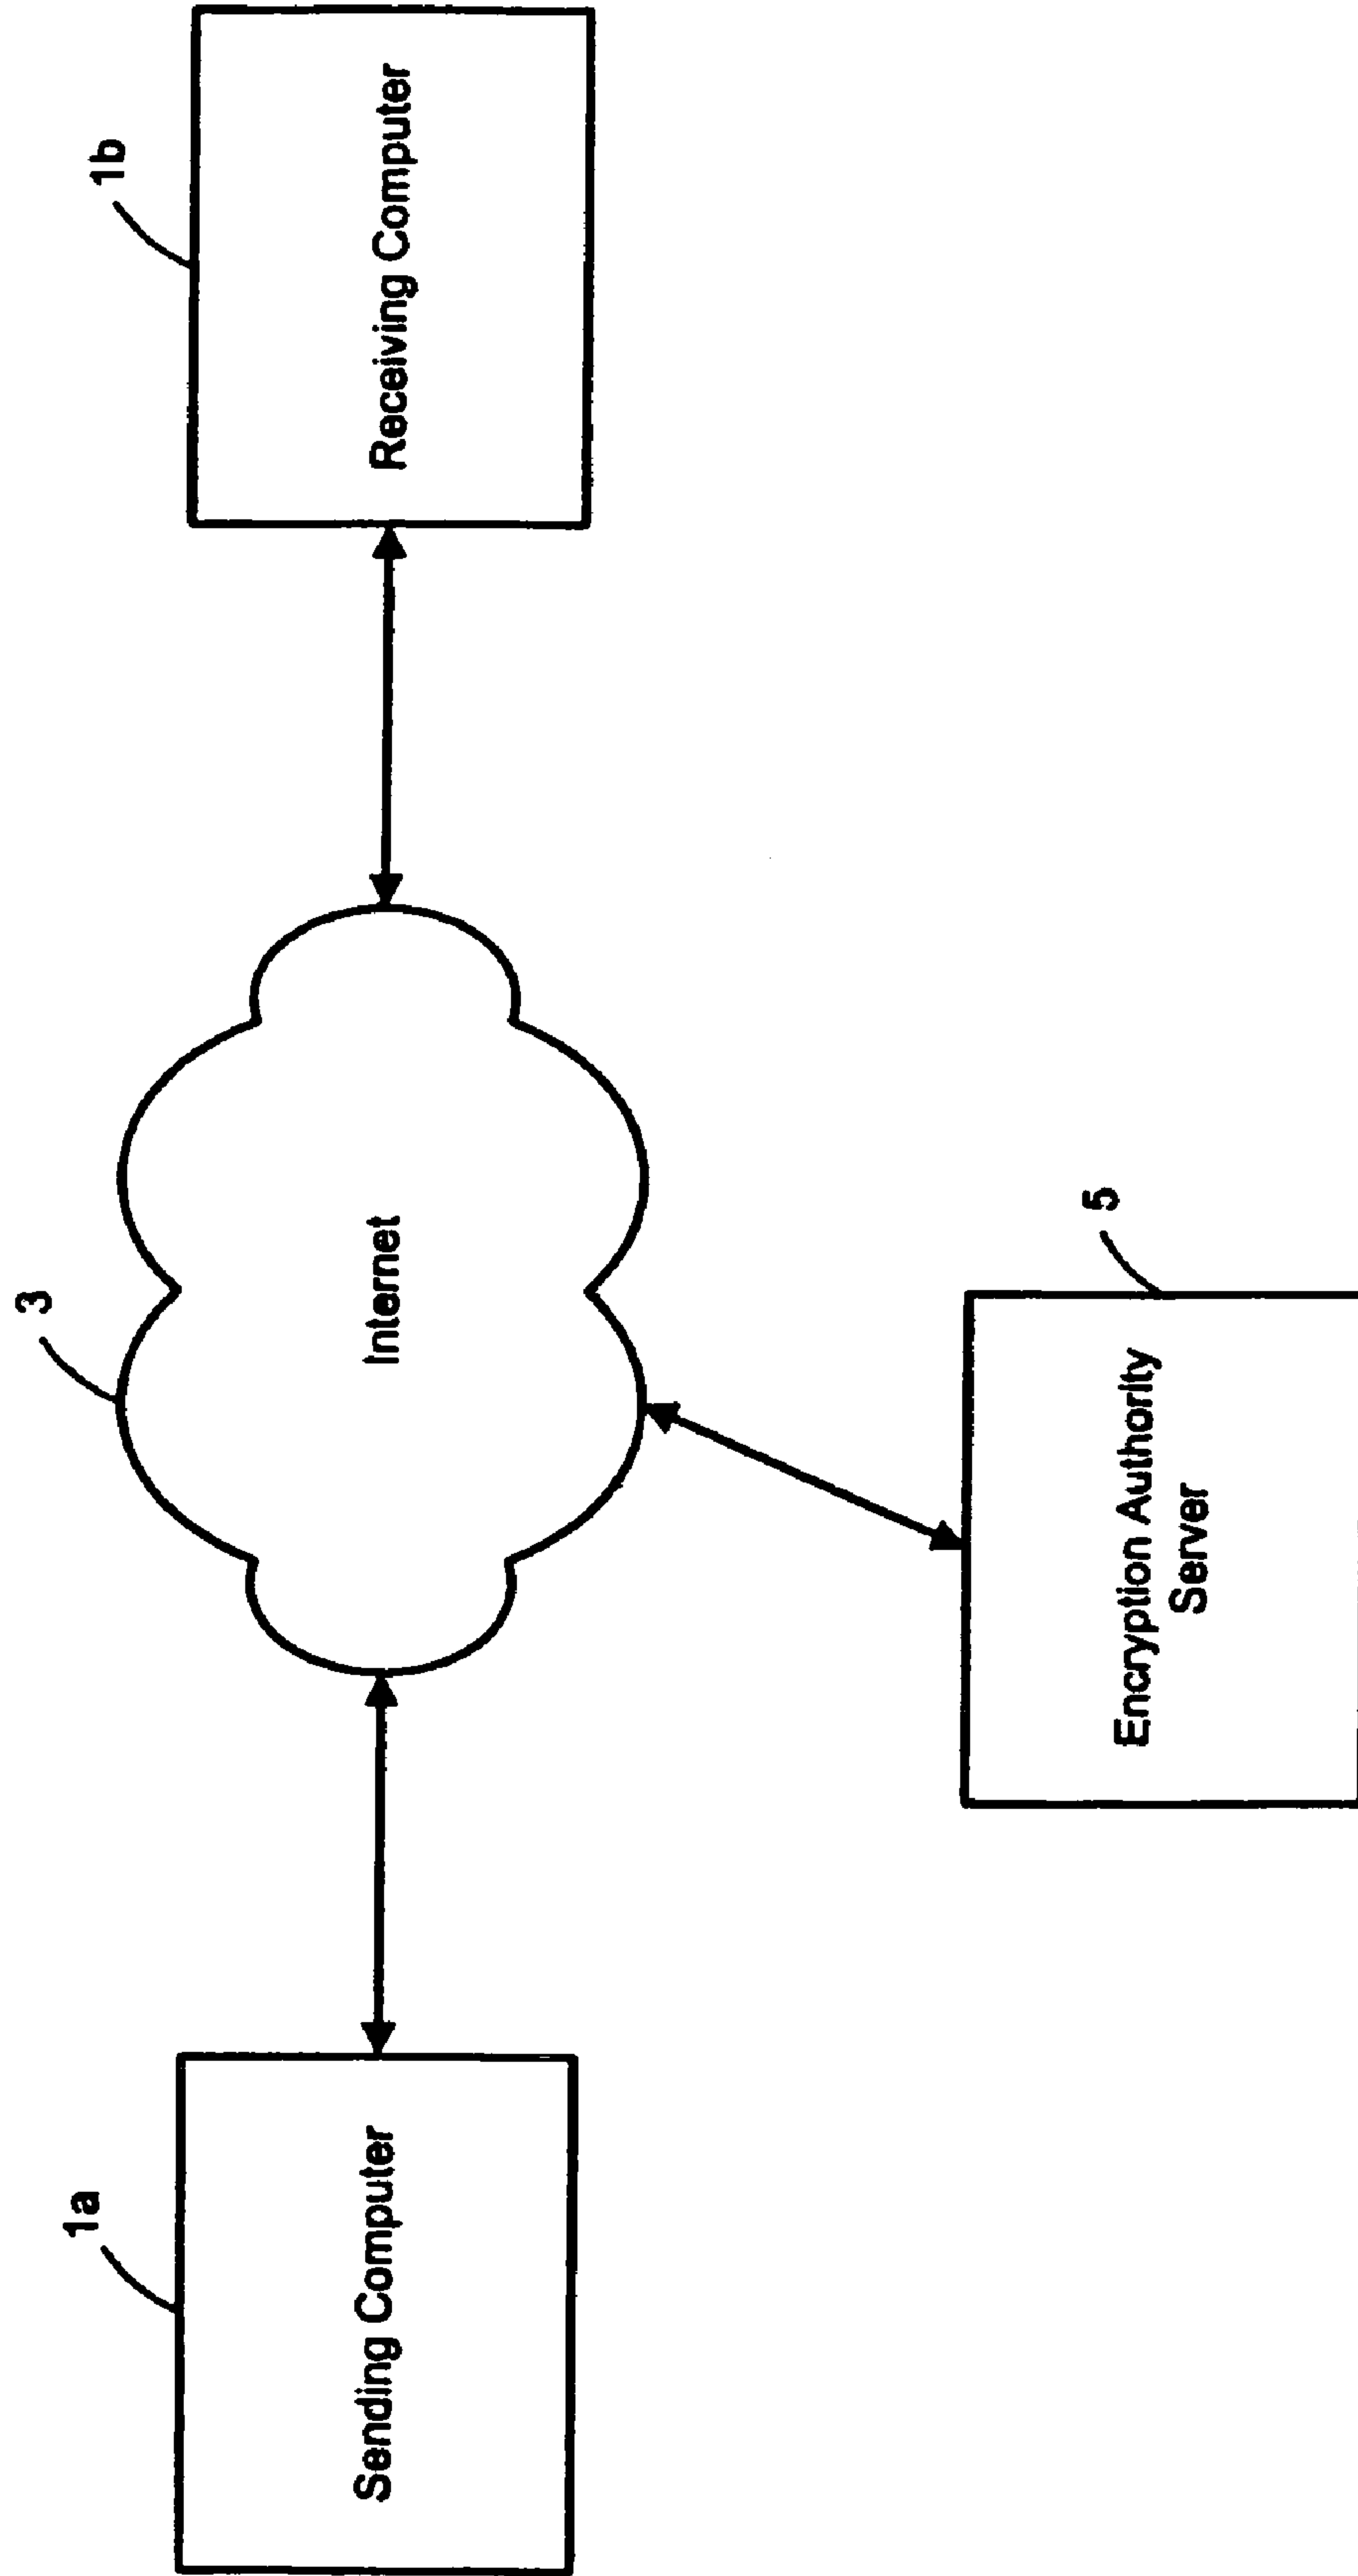 1a
Sending Computer
3
Internet
1b
Receiving Computer
5
Encryption Authority
Server